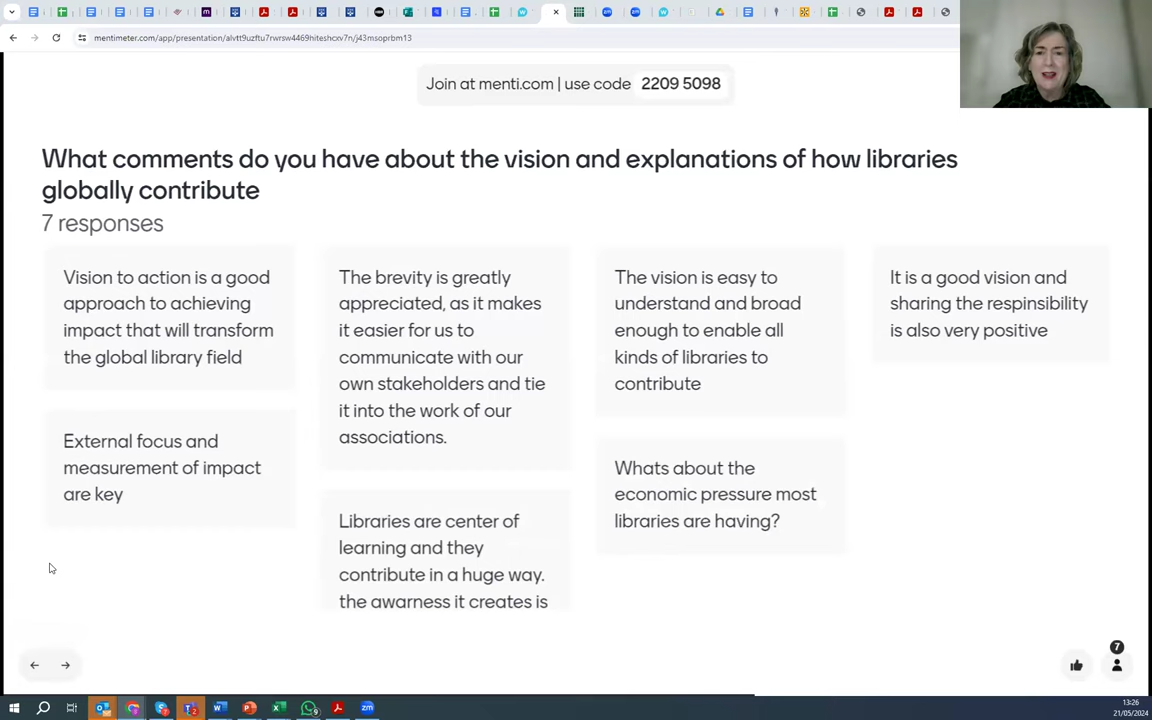 mentimeter.com/app/presentation/alvtt9uzftu7rwrsw4469hiteshcxv7n/j43msoprbm13
Join at menti.com | use code 2209 5098
What comments do you have about the vision and explanations of how libraries
globally contribute
7 responses
Vision to action is a good
approach to achieving
impact that will transform
the global library field
External focus and
measurement of impact
are key
The brevity is greatly
appreciated, as it makes
it easier for us to
communicate with our
own stakeholders and tie
it into the work of our
associations.
Libraries are center of
learning and they
contribute in a huge way.
the awarness it creates is
The vision is easy to
understand and broad
enough to enable all
kinds of libraries to
contribute
Whats about the
economic pressure most
libraries are having?
It is a good vision and
sharing the respinsibility
is also very positive
7
13:26
21/05/2024